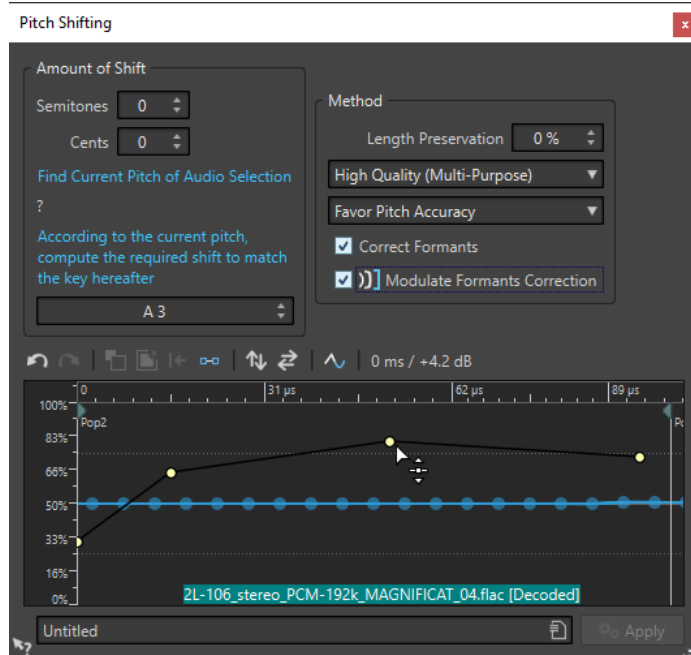 Pitch Shifting
x
Amount of Shift
Semitones 0
Cents 0
Find Current Pitch of Audio Selection
?
According to the current pitch,
compute the required shift to match
the key hereafter
A 3
Method
Length Preservation 0 %
High Quality (Multi-Purpose)
Favor Pitch Accuracy
Correct Formants
Modulate Formants Correction
0 ms / +4.2 dB
0 31 µs 62 µs 89 µs
100%
Pop2
83%
66%
50%
33%
16%
0%
2L-106_stereo_PCM-192k_MAGNIFICAT_04.flac [Decoded]
Untitled
Apply
?